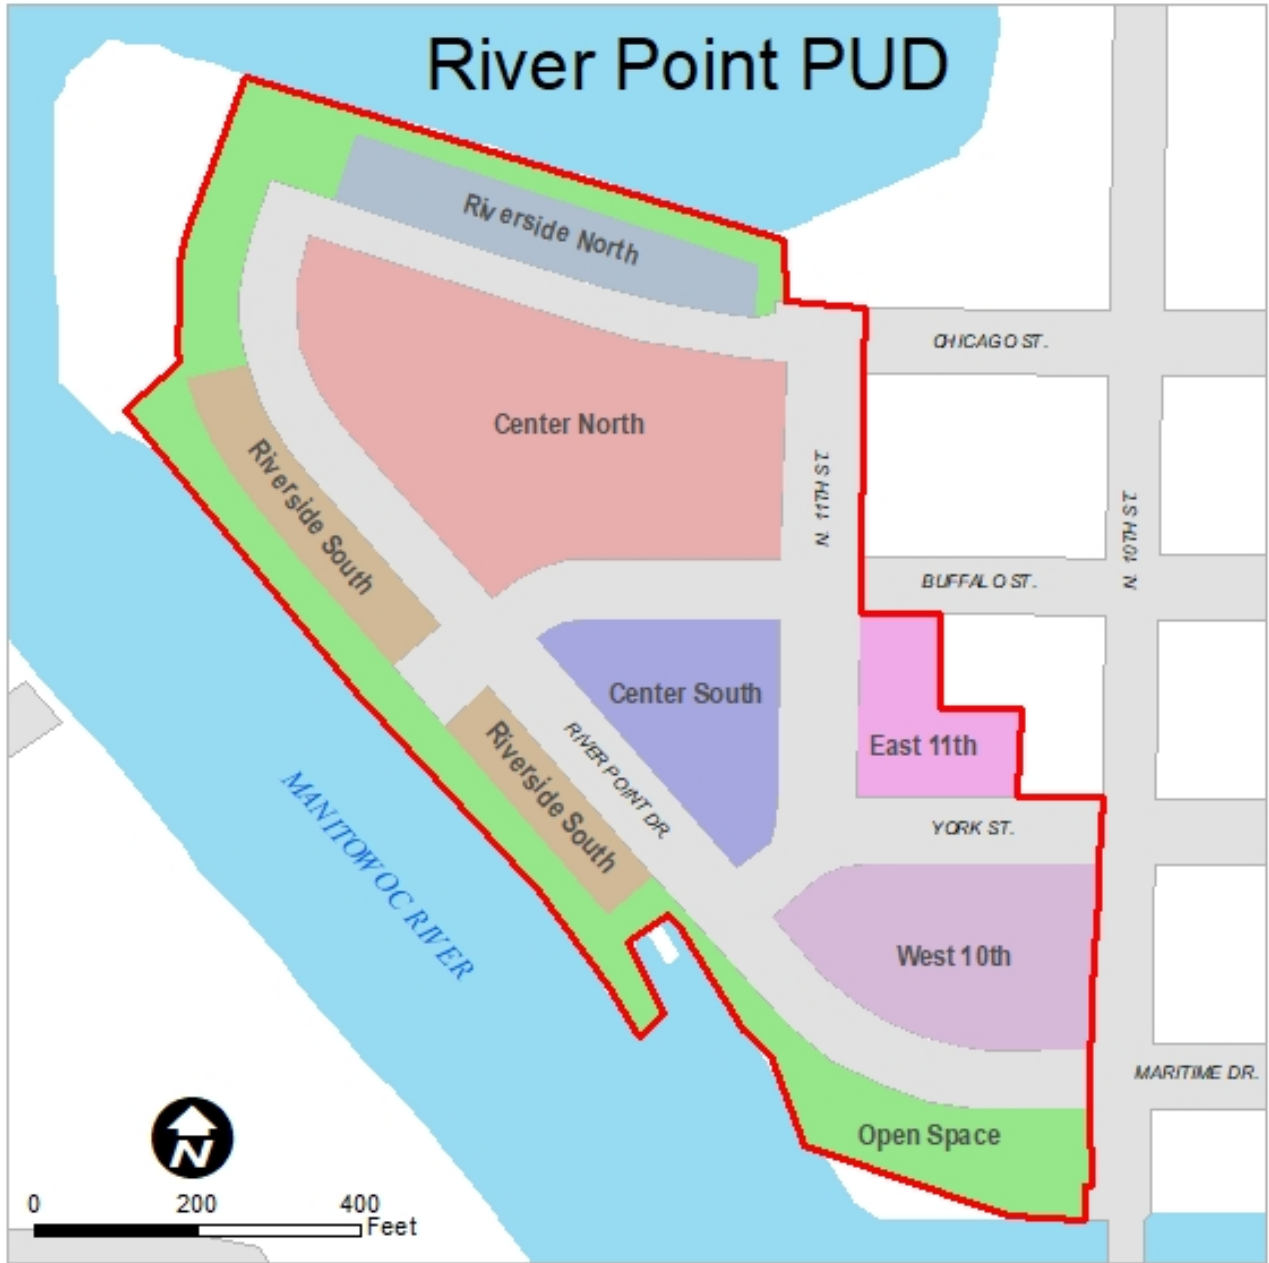 River Point PUD
Riverside North
CHICAGO ST.
Center North
N. 11TH ST.
N. 10TH ST.
Riverside South
BUFFALO ST.
Center South
East 11th
RIVER POINT DR.
Riverside South
YORK ST.
MANITOWOC RIVER
West 10th
MARITIME DR.
Open Space
N
0 200 400
Feet